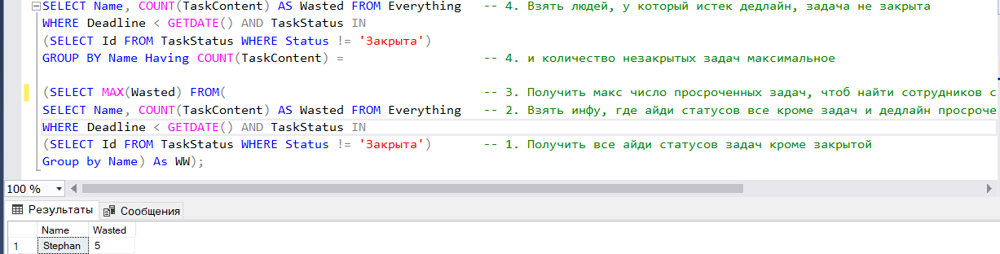 SELECT Name, COUNT(TaskContent) AS Wasted FROM Everything -- 4. Взять людей, у который истек дедлайн, задача не закрыта
WHERE Deadline < GETDATE() AND TaskStatus IN
(SELECT Id FROM TaskStatus WHERE Status != 'Закрыта')
GROUP BY Name Having COUNT(TaskContent) = -- 4. и количество незакрытых задач максимальное
(SELECT MAX(Wasted) FROM( -- 3. Получить макс число просроченных задач, чтоб найти сотрудников с
SELECT Name, COUNT(TaskContent) AS Wasted FROM Everything -- 2. Взять инфу, где айди статусов все кроме задач и дедлайн просроче
WHERE Deadline < GETDATE() AND TaskStatus IN
(SELECT Id FROM TaskStatus WHERE Status != 'Закрыта') -- 1. Получить все айди статусов задач кроме закрытой
Group by Name) As WW);
100 %
Результаты Сообщения
Name Wasted
1 Stephan 5